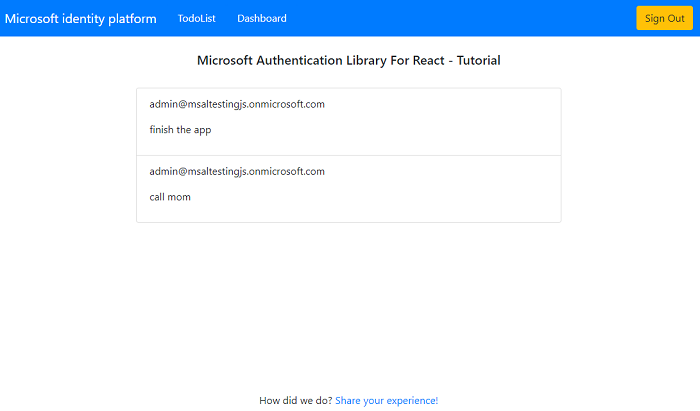 Microsoft identity platform TodoList Dashboard Sign Out
Microsoft Authentication Library For React - Tutorial
admin@msaltestingjs.onmicrosoft.com
finish the app
admin@msaltestingjs.onmicrosoft.com
call mom
How did we do? Share your experience!